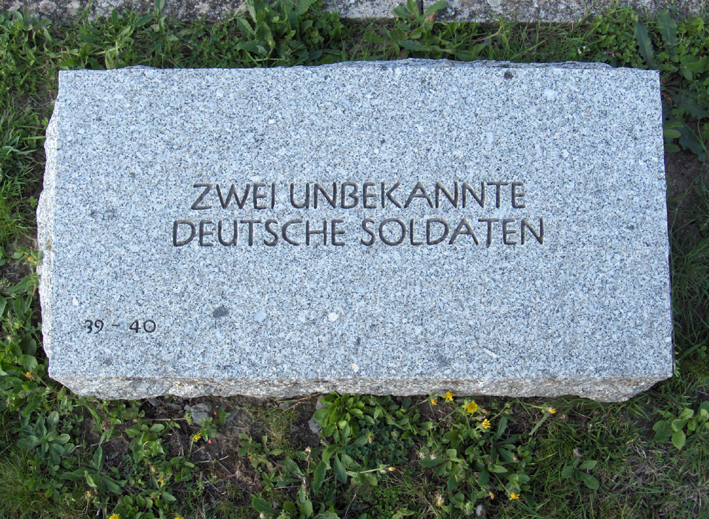 ZWEI UNBEKANNTE
DEUTSCHE SOLDATEN
39 - 40